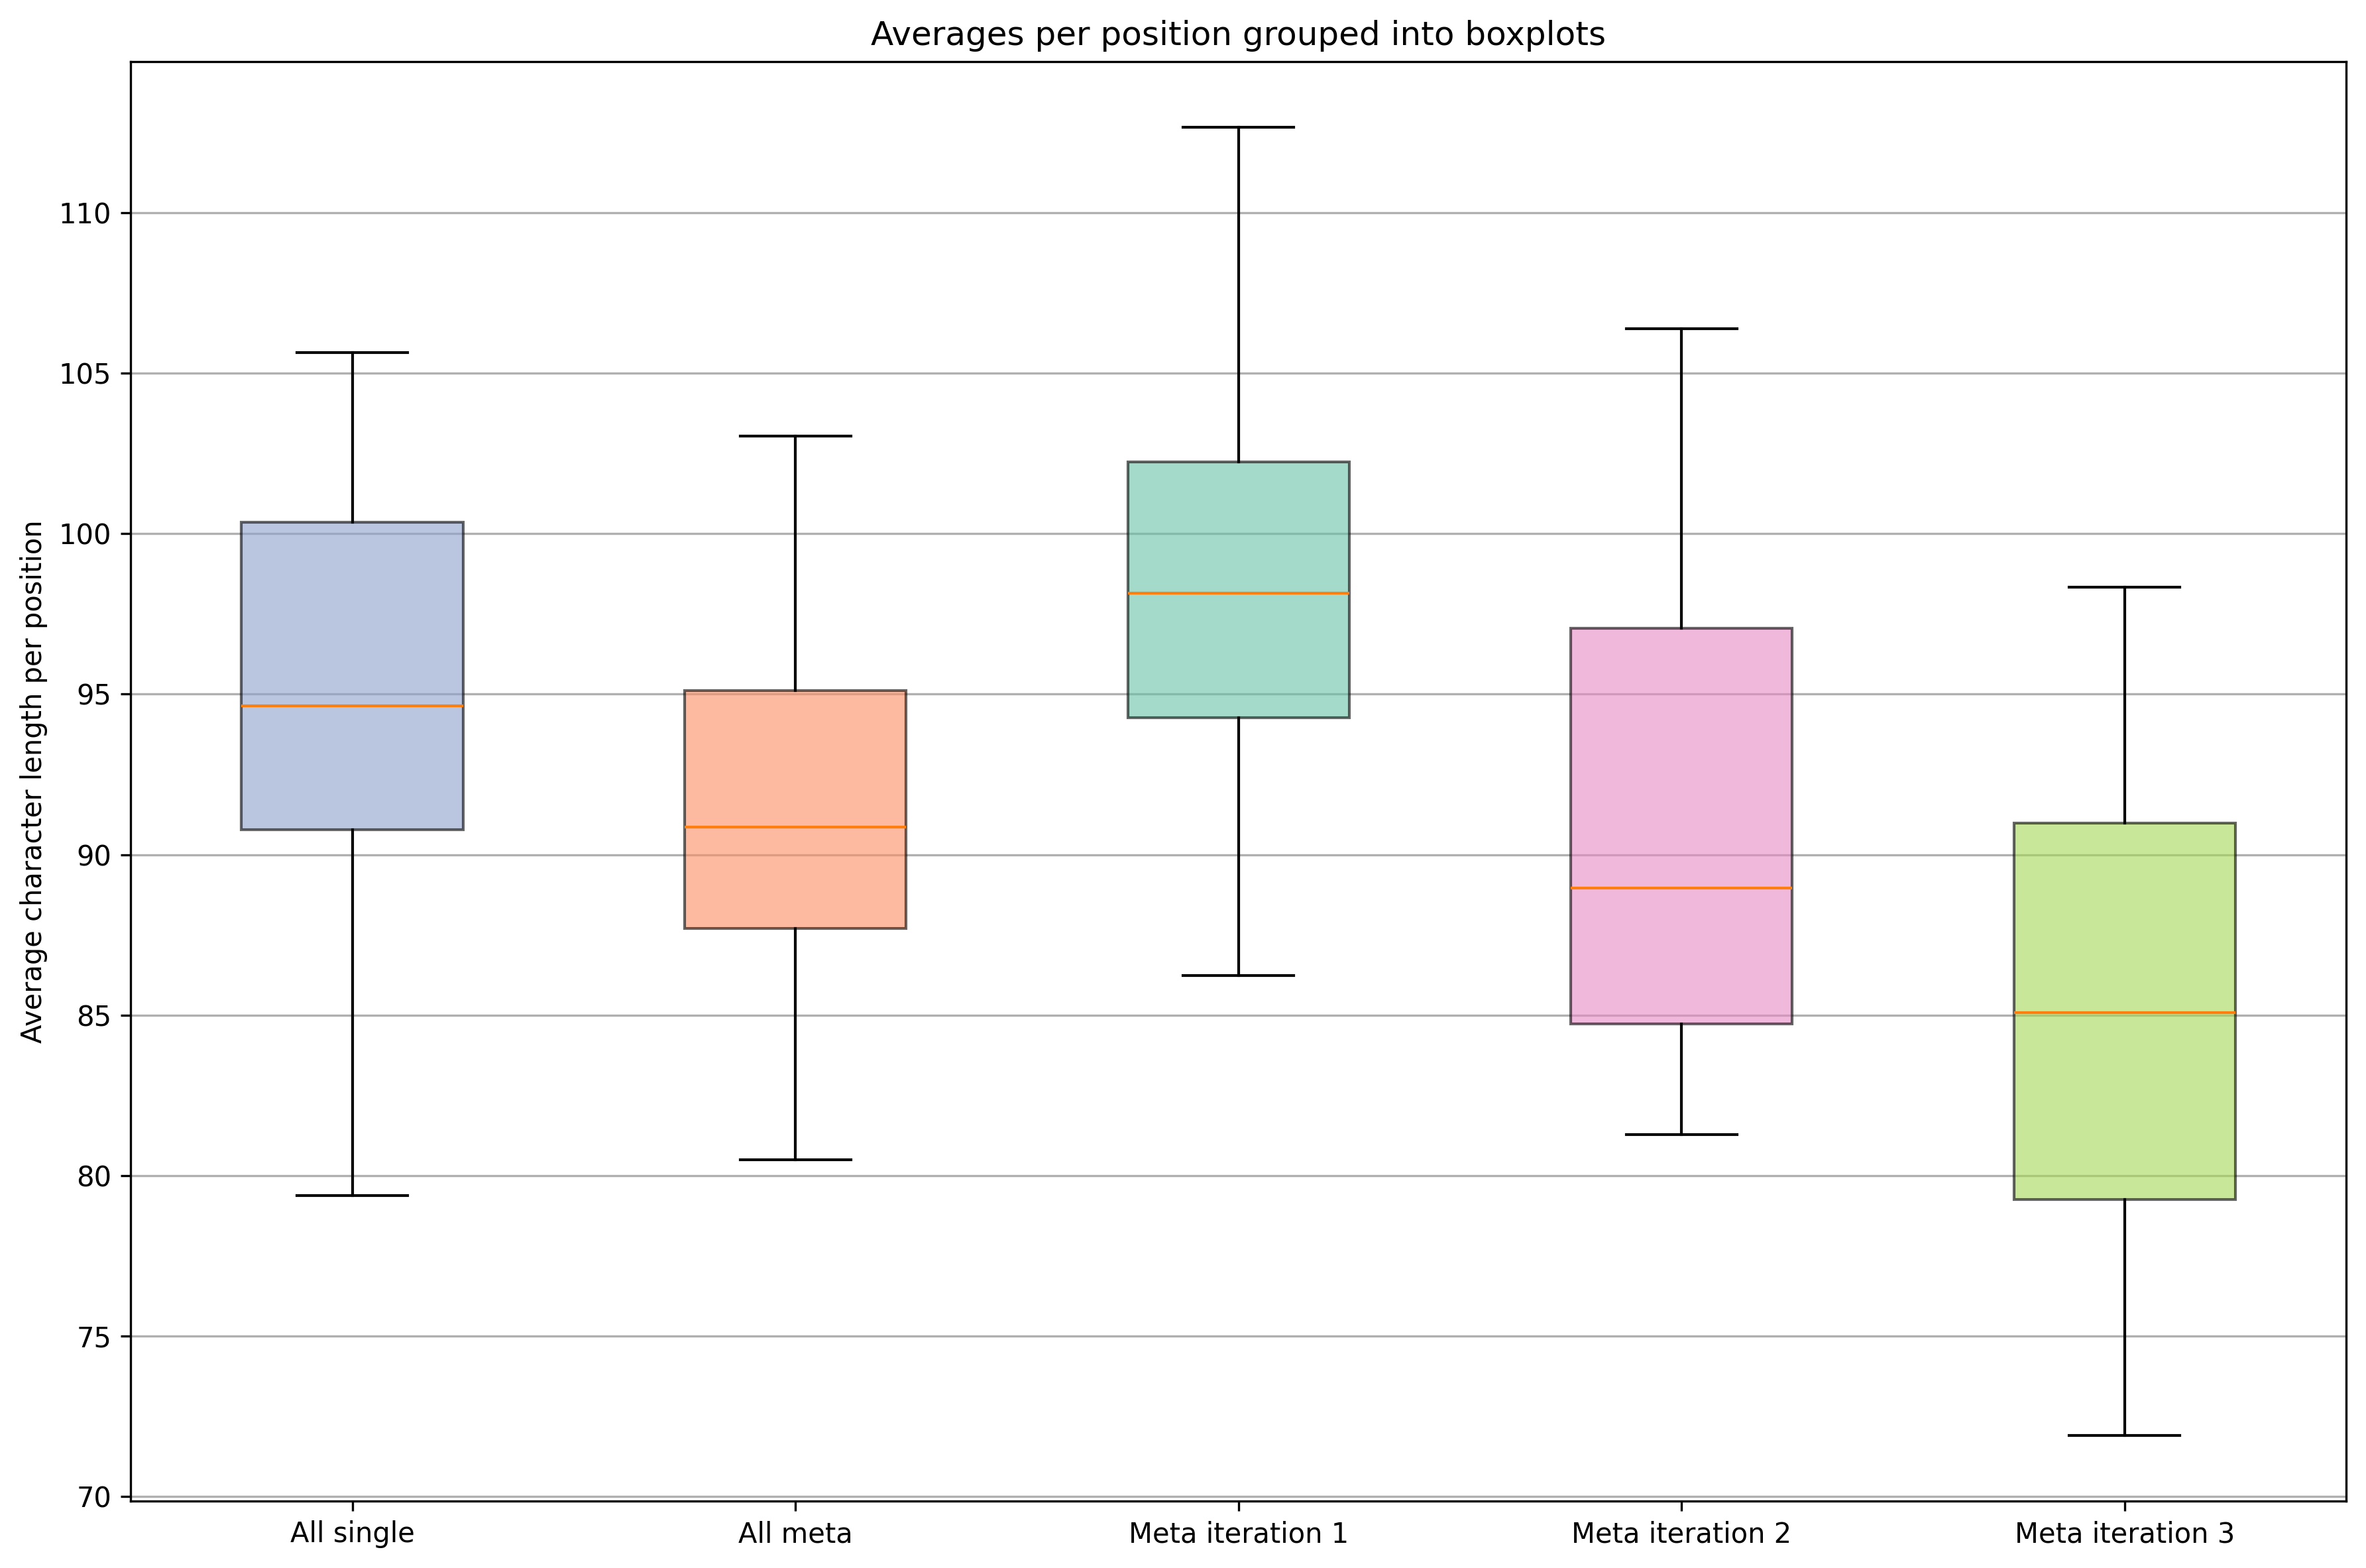 Averages per position grouped into boxplots
Average character length per position
110
105
100
95
90
85
80
75
70
All single
All meta
Meta iteration 1
Meta iteration 2
Meta iteration 3